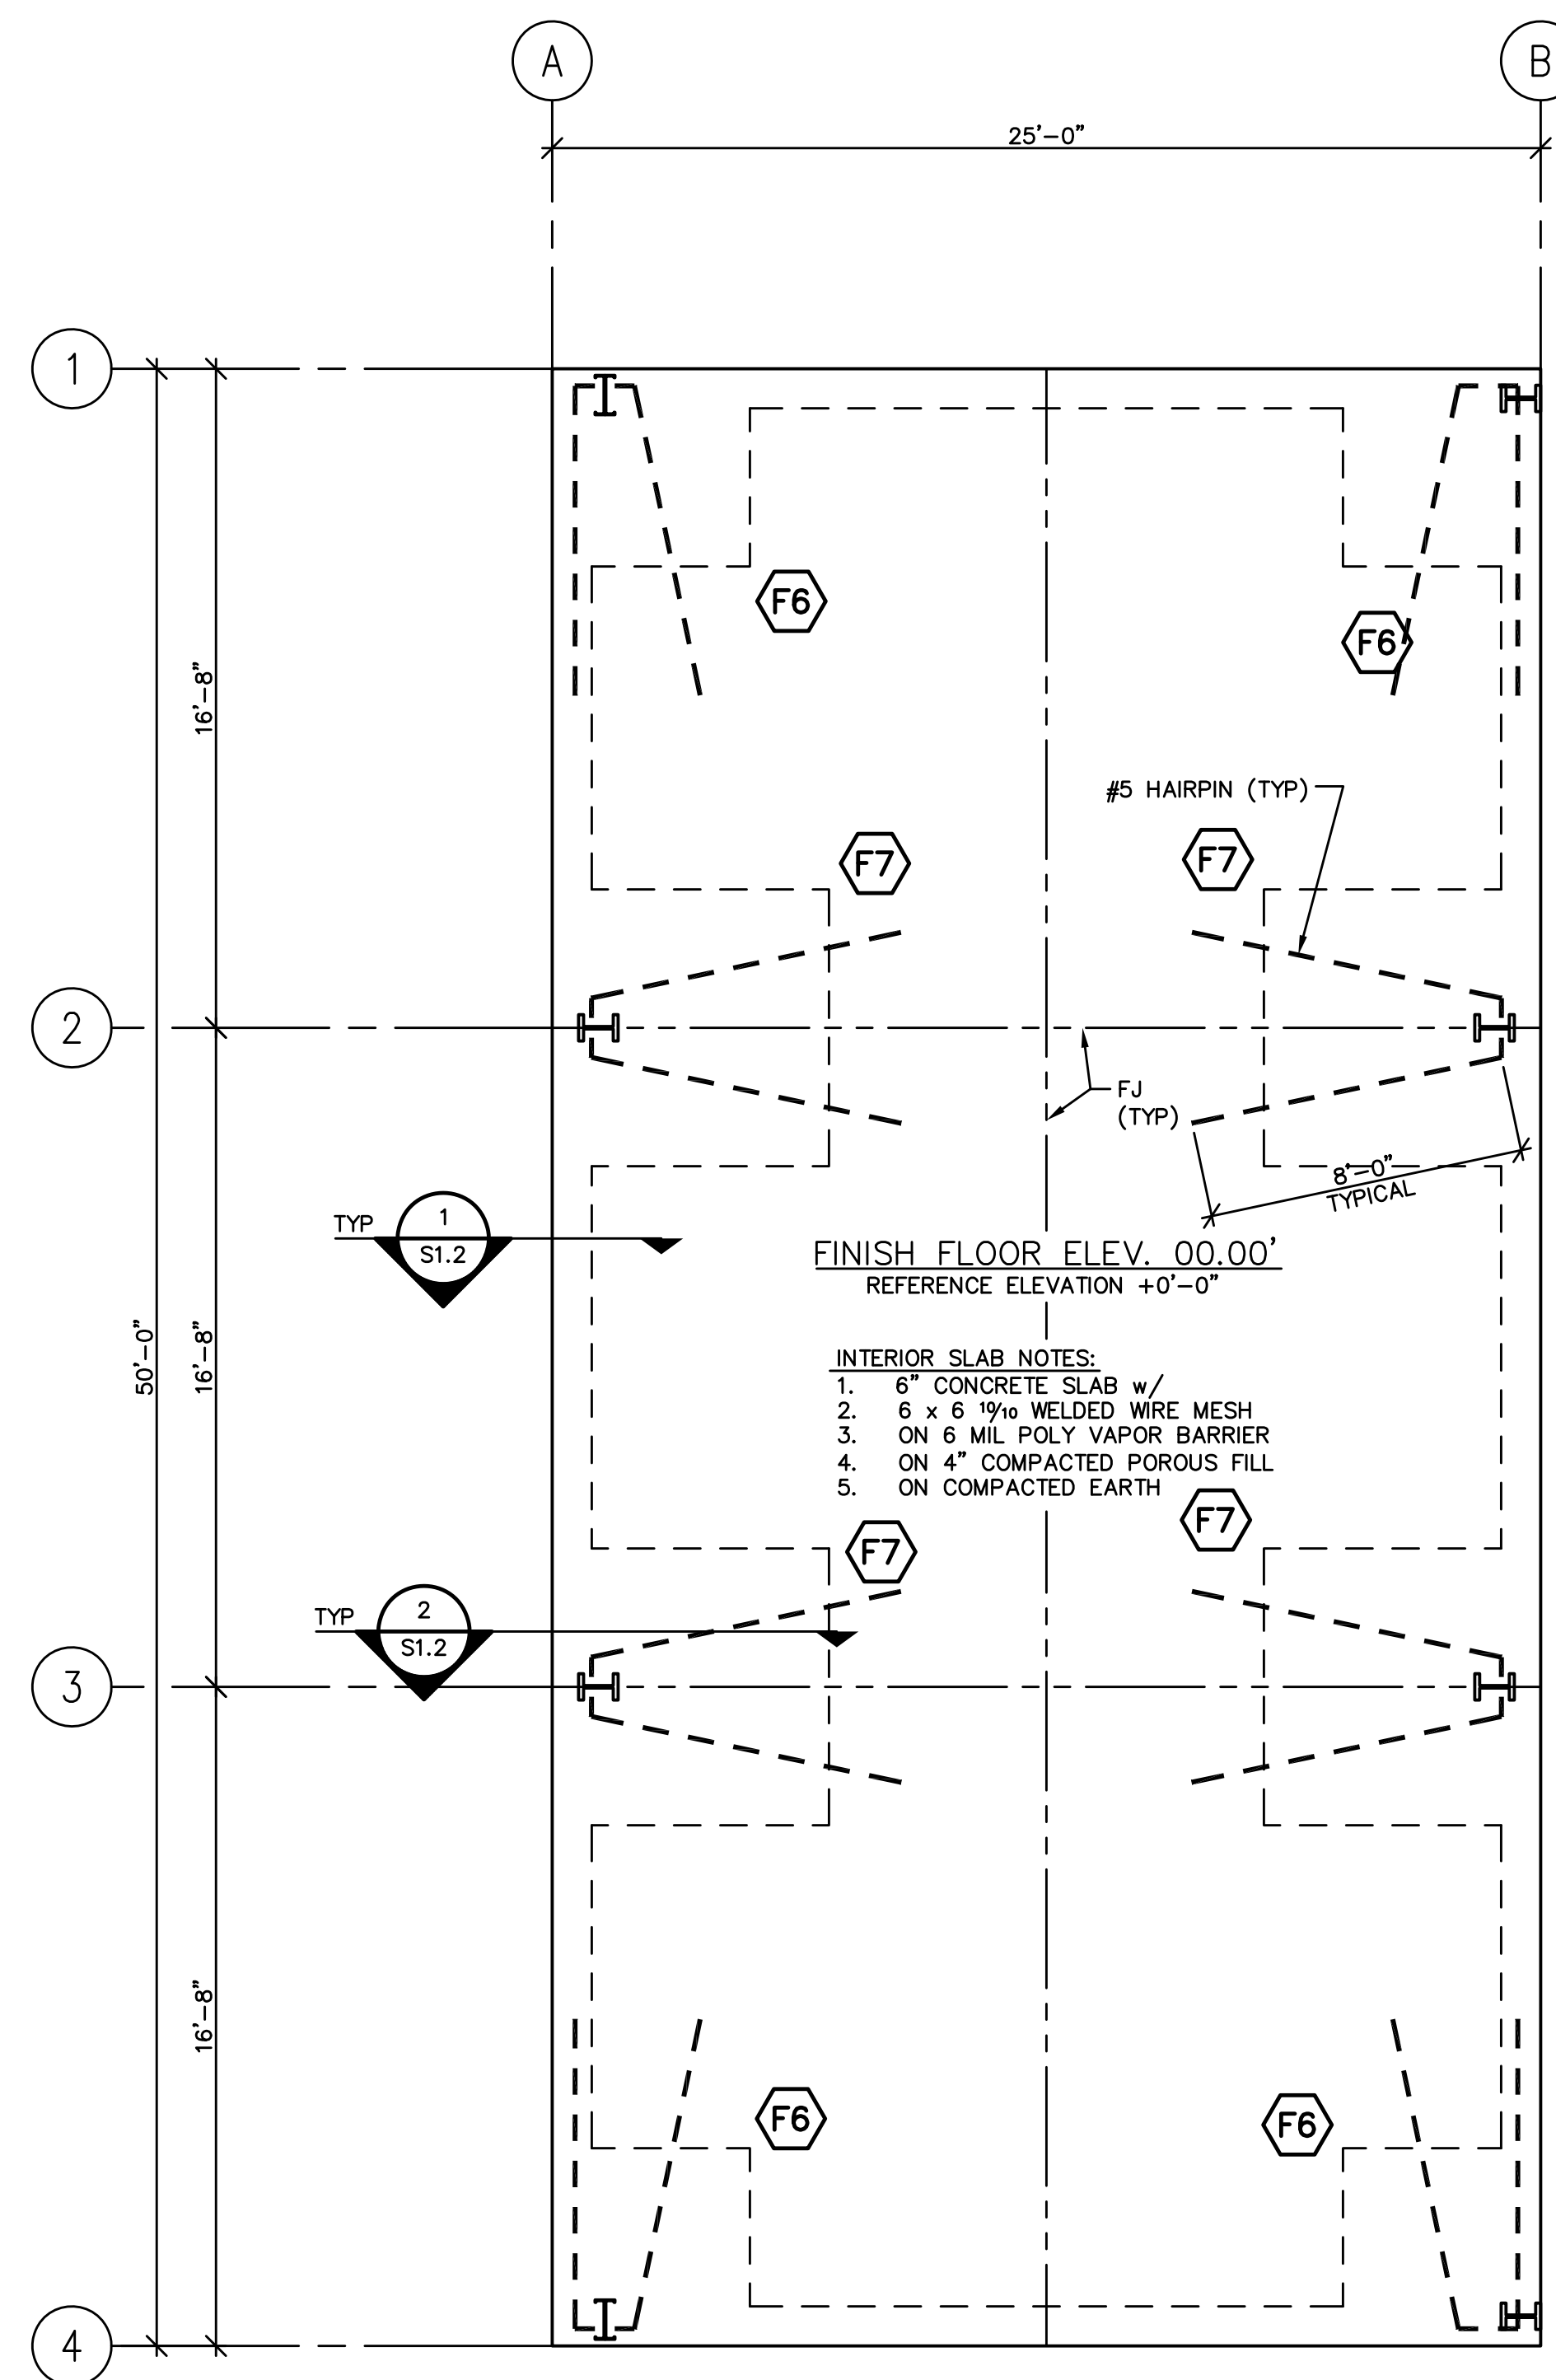 A
B
25'-0"
1
F6
F6
16'-8"
#5 HAIRPIN (TYP)
F7
F7
2
FJ
(TYP)
8'-0"
TYPICAL
TYP
1
S1.2
FINISH FLOOR ELEV. 00.00'
REFERENCE ELEVATION +0'-0"
50'-0"
16'-8"
INTERIOR SLAB NOTES:
1. 6" CONCRETE SLAB w/
2. 6 x 6 10/10 WELDED WIRE MESH
3. ON 6 MIL POLY VAPOR BARRIER
4. ON 4" COMPACTED POROUS FILL
5. ON COMPACTED EARTH
F7
F7
TYP
2
S1.2
3
16'-8"
F6
F6
4